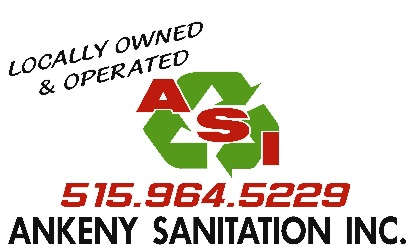 LOCALLY OWNED
& OPERATED
ASI
515.964.5229
ANKENY SANITATION INC.